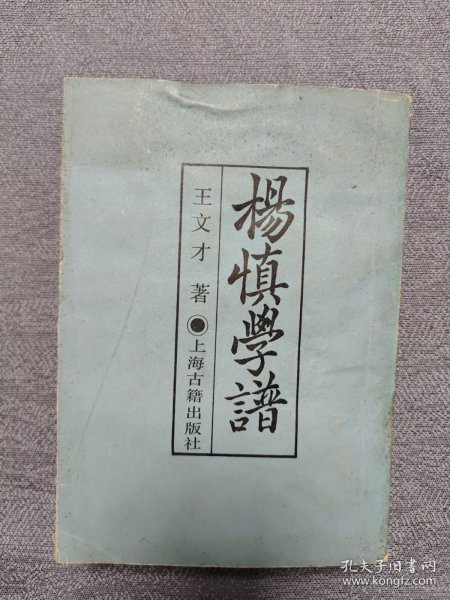 楊慎學譜
王文才 著
上海古籍出版社
孔夫子旧书网
www.kongfz.com